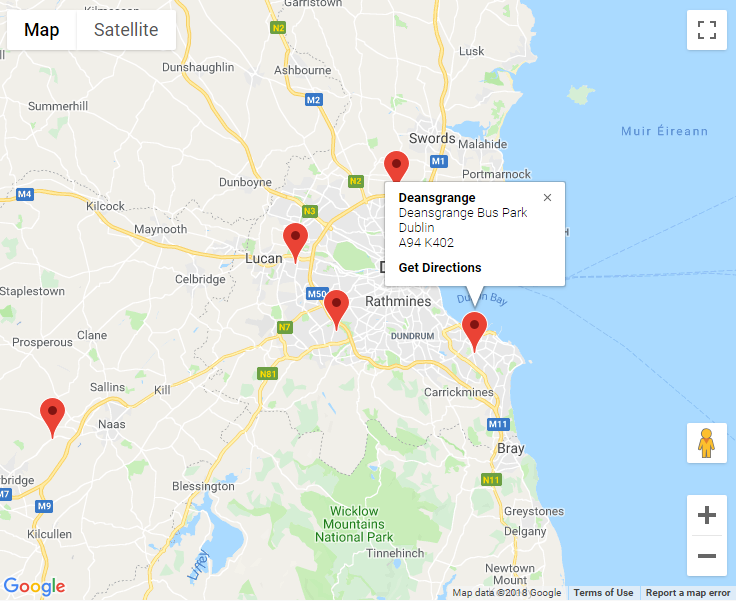 Map
Satellite
Garristown
N2
Lusk
Dunshaughlin
Ashbourne
M2
Summerhill
Muir Éireann
Swords
Malahide
M1
Portmarnock
N2
Dunboyne
M4
Kilcock
N3
Maynooth
Deansgrange
Deansgrange Bus Park
Dublin
A94 K402
Get Directions
Lucan
Celbridge
Staplestown
M50
Rathmines
Dublin Bay
N7
DUNDRUM
Clane
Prosperous
N81
Sallins
Kill
Carrickmines
Naas
M11
Bray
Blessington
N11
M9
Kilcullen
Wicklow
Mountains
National Park
Greystones
Delgany
Tinnehinch
Liffey
Newtown
Mount
Google
Map data ©2018 Google
Terms of Use
Report a map error